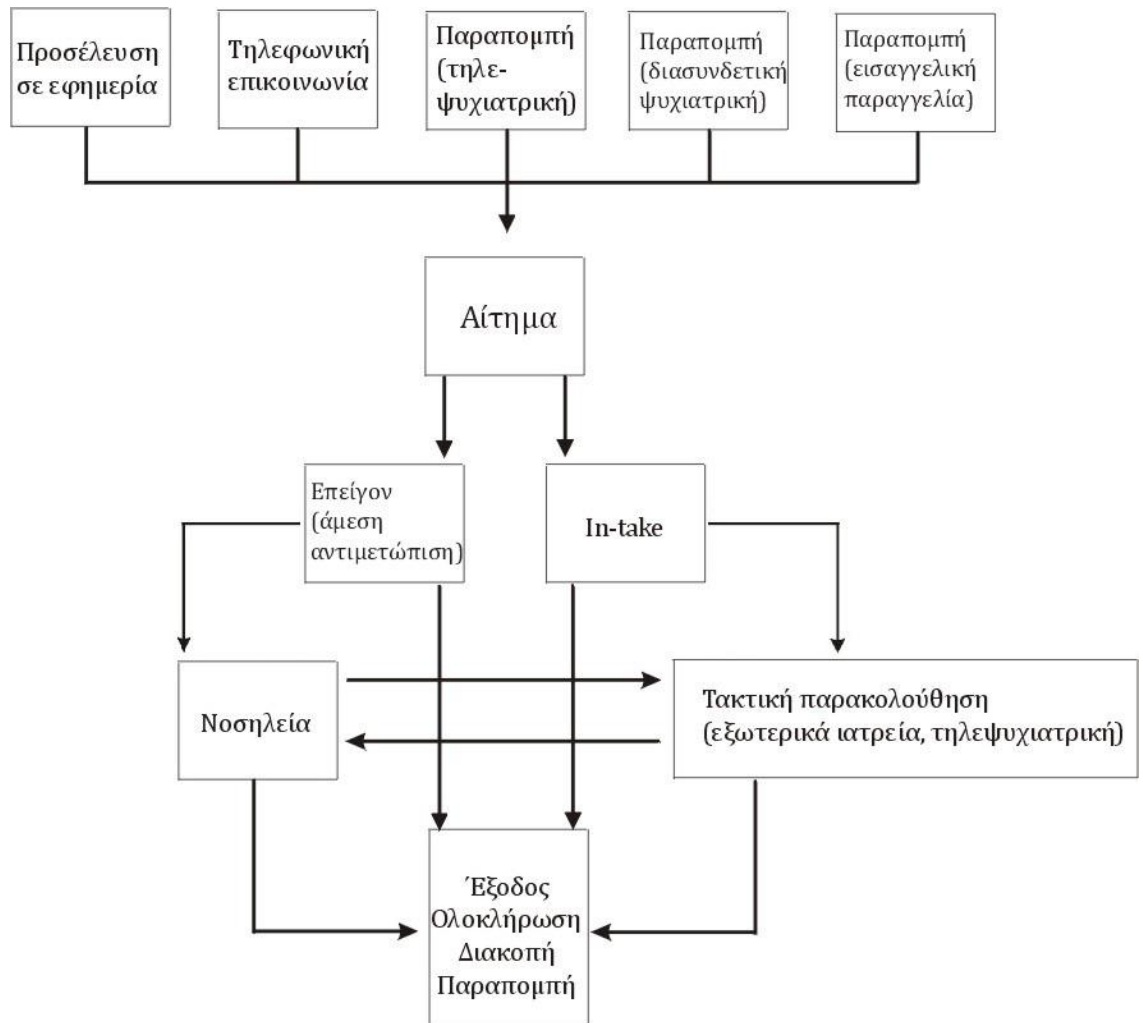 Προσέλευση
σε εφημερία
Τηλεφωνική
επικοινωνία
Παραπομπή
(τηλε-
ψυχιατρική)
Παραπομπή
(διασυνδετική
ψυχιατρική)
Παραπομπή
(εισαγγελική
παραγγελία)
Αίτημα
Επείγον
(άμεση
αντιμετώπιση)
In-take
Νοσηλεία
Τακτική παρακολούθηση
(εξωτερικά ιατρεία, τηλεψυχιατρική)
Έξοδος
Ολοκλήρωση
Διακοπή
Παραπομπή